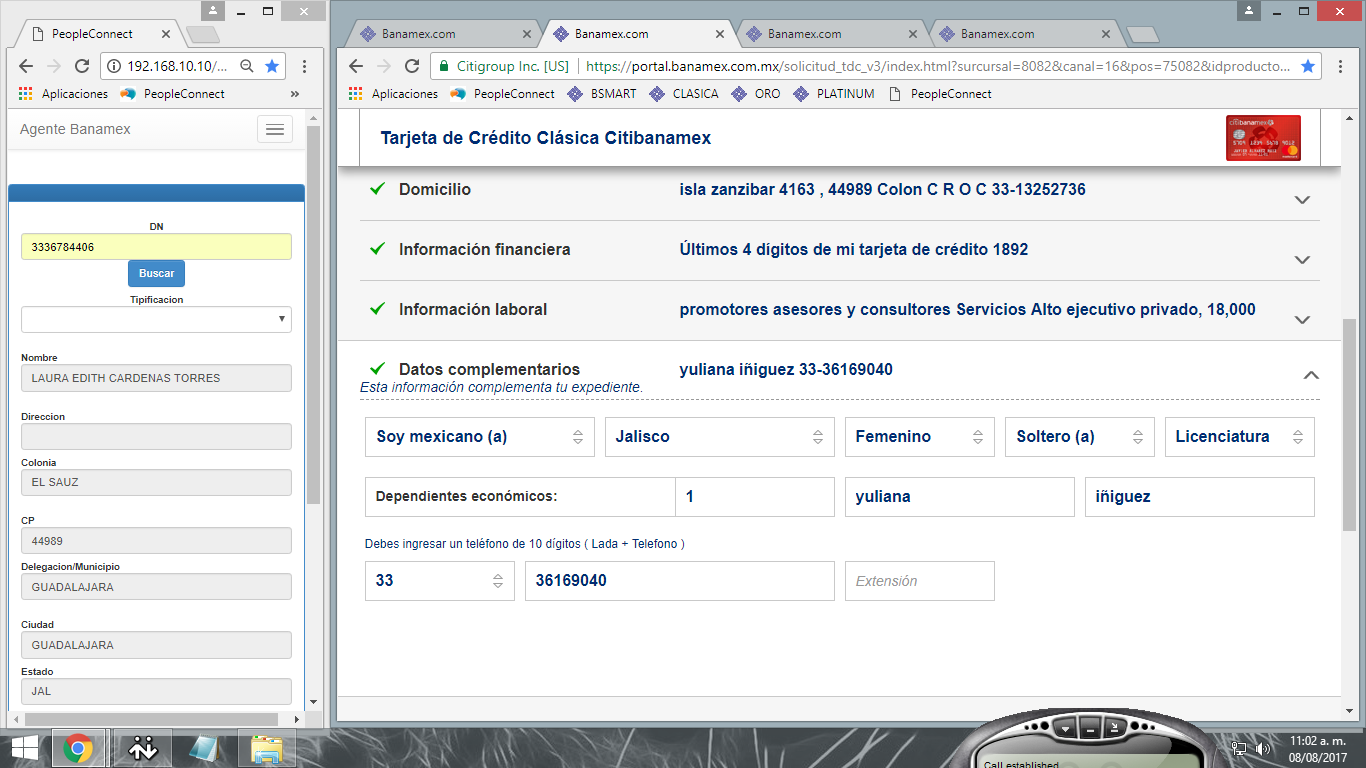 PeopleConnect
192.168.10.10/...
Aplicaciones
PeopleConnect
»
Agente Banamex
DN
3336784406
Buscar
Tipificacion
Nombre
LAURA EDITH CARDENAS TORRES
Direccion
Colonia
EL SAUZ
CP
44989
Delegacion/Municipio
GUADALAJARA
Ciudad
GUADALAJARA
Estado
JAL
Banamex.com
Banamex.com
Banamex.com
Banamex.com
Citigroup Inc. [US]
https://portal.banamex.com.mx/solicitud_tdc_v3/index.html?surcursal=8082&canal=16&pos=75082&idproducto...
Aplicaciones
PeopleConnect
BSMART
CLASICA
ORO
PLATINUM
PeopleConnect
Tarjeta de Crédito Clásica Citibanamex
citibanamex
Domicilio
isla zanzibar 4163 , 44989 Colon C R O C 33-13252736
Información financiera
Últimos 4 dígitos de mi tarjeta de crédito 1892
Información laboral
promotores asesores y consultores Servicios Alto ejecutivo privado, 18,000
Datos complementarios
yuliana iñiguez 33-36169040
Esta información complementa tu expediente.
Soy mexicano (a)
Jalisco
Femenino
Soltero (a)
Licenciatura
Dependientes económicos:
1
yuliana
iñiguez
Debes ingresar un teléfono de 10 dígitos ( Lada + Telefono )
33
36169040
Extensión
Call established
11:02 a. m.
08/08/2017